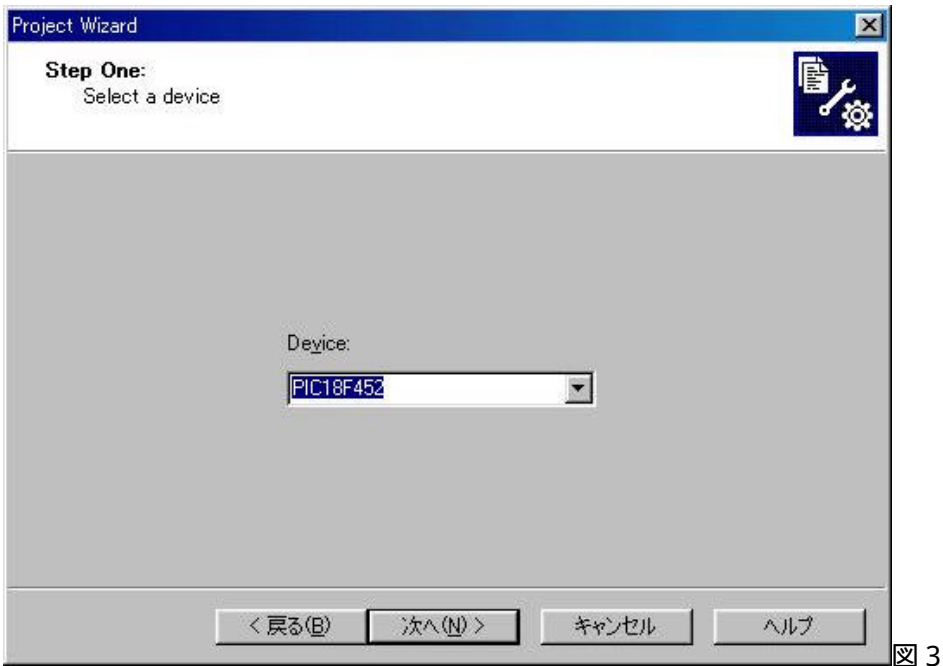 Project Wizard
Step One:
Select a device
Device:
PIC18F452
< 戻る(B)
次へ(N) >
キャンセル
ヘルプ
図 3